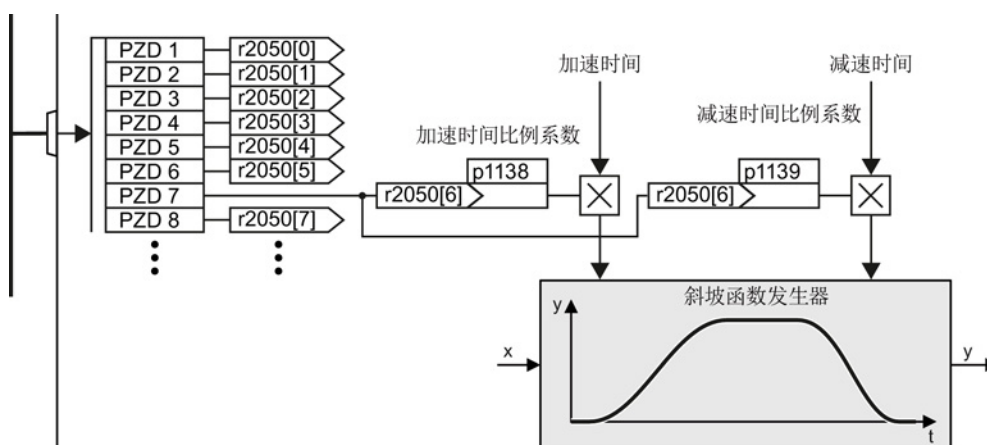 PZD 1 r2050[0]
PZD 2 r2050[1]
PZD 3 r2050[2]
PZD 4 r2050[3]
PZD 5 r2050[4]
PZD 6 r2050[5]
PZD 7
PZD 8 r2050[7]
加速时间
加速时间比例系数
p1138
r2050[6]
减速时间
减速时间比例系数
p1139
r2050[6]
斜坡函数发生器
y
x
y
t